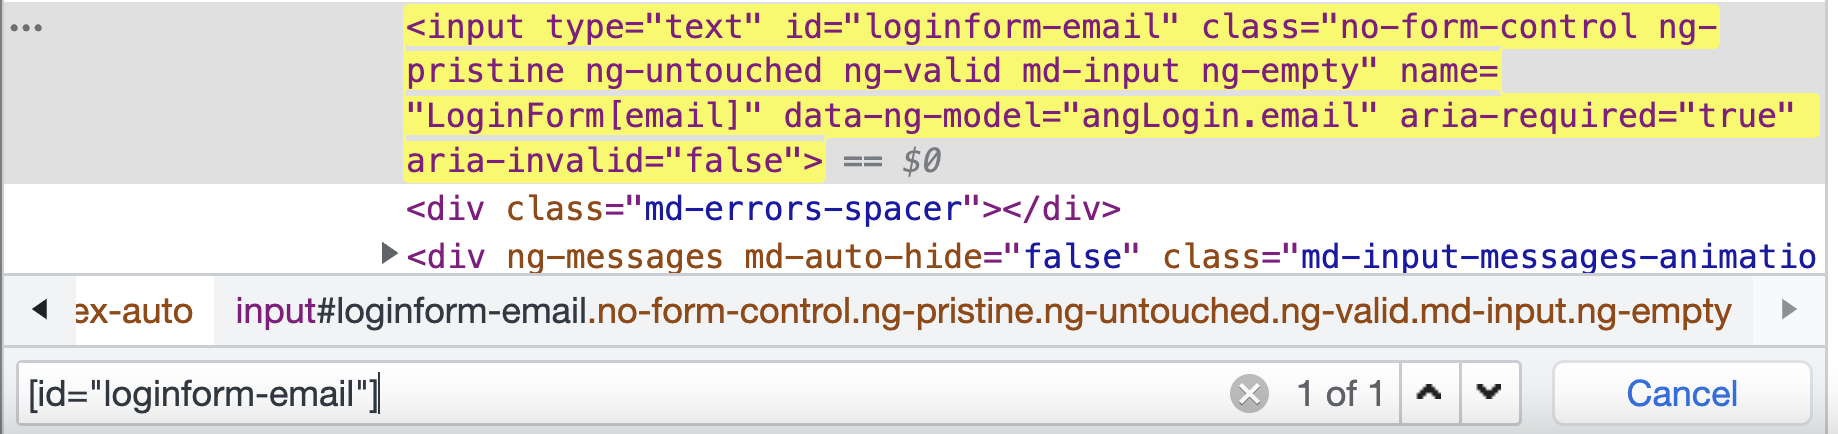 <input type="text" id="loginform-email" class="no-form-control ng-
pristine ng-untouched ng-valid md-input ng-empty" name=
"LoginForm[email]" data-ng-model="angLogin.email" aria-required="true"
aria-invalid="false"> == $0
<div class="md-errors-spacer"></div>
<div ng-messages md-auto-hide="false" class="md-input-messages-animatio
ex-auto input#loginform-email.no-form-control.ng-pristine.ng-untouched.ng-valid.md-input.ng-empty
[id="loginform-email"] 1 of 1 Cancel